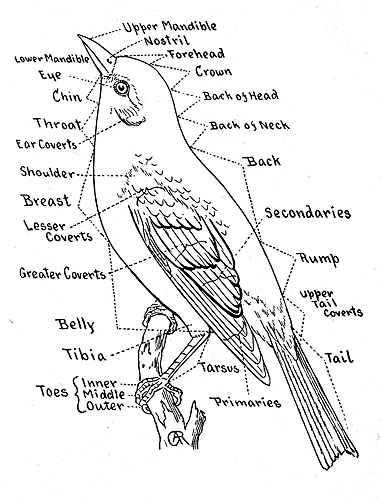 Upper Mandible
Nostril
Forehead
Lower Mandible
Crown
Eye
Chin
Back of Head
Throat
Back of Neck
Ear Coverts
Back
Shoulder
Breast
Secondaries
Lesser
Coverts
Rump
Greater Coverts
Upper
Tail
Coverts
Belly
Tibia
Tail
Tarsus
Toes
Inner
Middle
Outer
Primaries